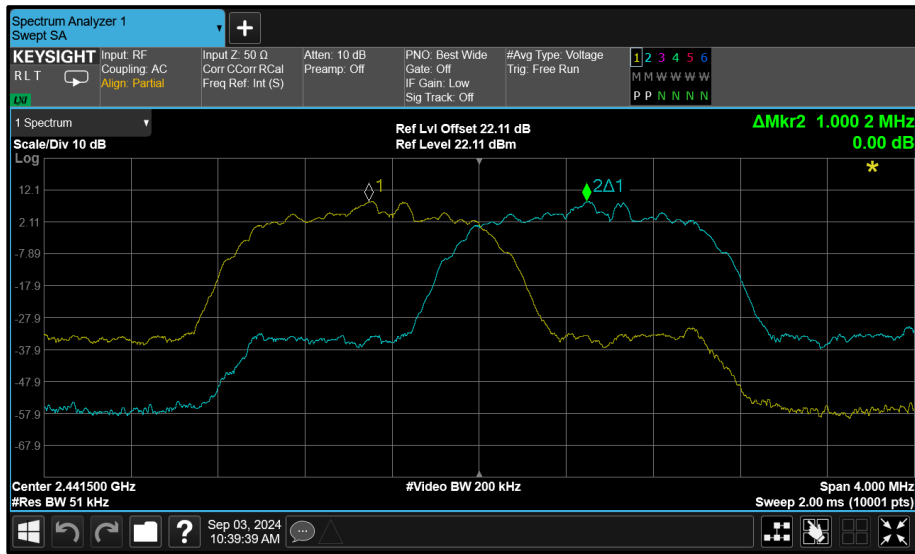 Spectrum Analyzer 1
Swept SA
KEYSIGHT
RLT
LXI
Input: RF
Coupling: AC
Align: Partial
Input Z: 50 Ω
Corr CCorr RCal
Freq Ref: Int (S)
Atten: 10 dB
Preamp: Off
PNO: Best Wide
Gate: Off
IF Gain: Low
Sig Track: Off
#Avg Type: Voltage
Trig: Free Run
1 2 3 4 5 6
M M W W W W
P P N N N N
1 Spectrum
Scale/Div 10 dB
Ref Lvl Offset 22.11 dB
Ref Level 22.11 dBm
ΔMkr2 1.000 2 MHz
0.00 dB
*
Log
1
2Δ1
12.1
2.11
-7.89
-17.9
-27.9
-37.9
-47.9
-57.9
-67.9
Center 2.441500 GHz
#Video BW 200 kHz
Span 4.000 MHz
#Res BW 51 kHz
Sweep 2.00 ms (10001 pts)
?
Sep 03, 2024
10:39:39 AM